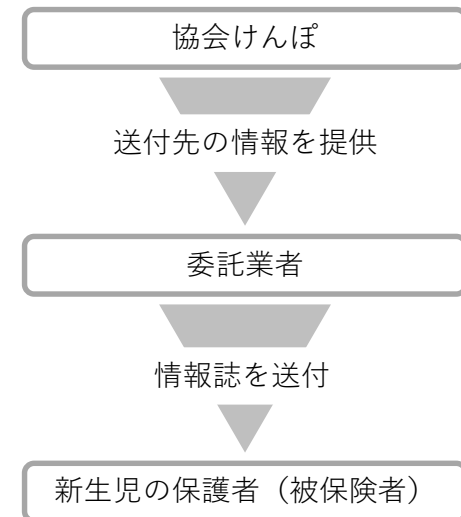 協会けんぽ
送付先の情報を提供
委託業者
情報誌を送付
新生児の保護者（被保険者）